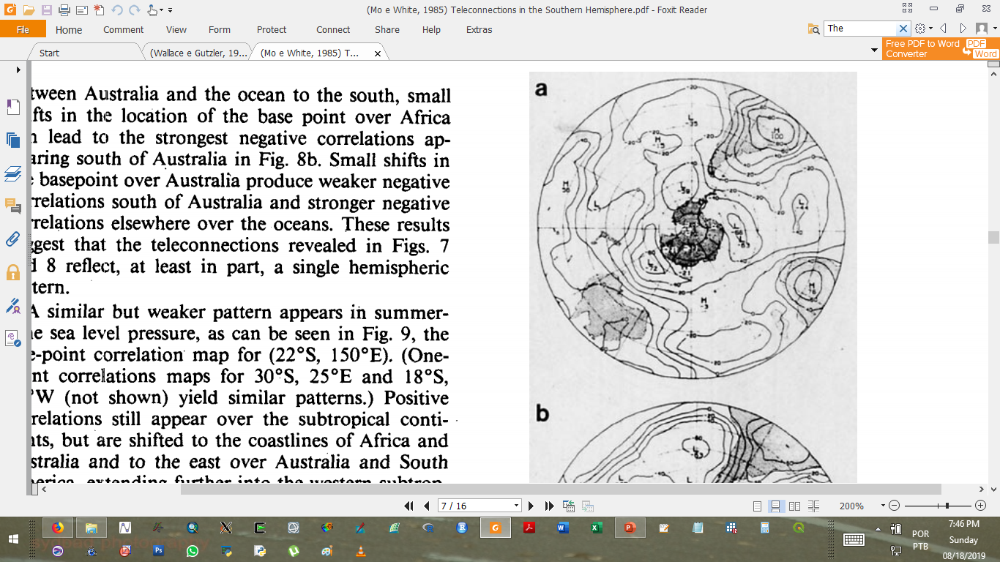 (Mo e White, 1985) Teleconnections in the Southern Hemisphere.pdf - Foxit Reader
File Home Comment View Form Protect Connect Share Help Extras
The
Start
(Wallace e Gutzler, 19...
(Mo e White, 1985) T...
Free PDF to Word Converter
PDF
Word
tween Australia and the ocean to the south, small
fts in the location of the base point over Africa
lead to the strongest negative correlations ap-
aring south of Australia in Fig. 8b. Small shifts in
basepoint over Australia produce weaker negative
rrelations south of Australia and stronger negative
rrelations elsewhere over the oceans. These results
ggest that the teleconnections revealed in Figs. 7
8 reflect, at least in part, a single hemispheric
tern.
A similar but weaker pattern appears in summer-
e sea level pressure, as can be seen in Fig. 9, the
e-point correlation map for (22°S, 150°E). (One-
nt correlations maps for 30°S, 25°E and 18°S,
°W (not shown) yield similar patterns.) Positive
rrelations still appear over the subtropical conti-
nts, but are shifted to the coastlines of Africa and
stralia and to the east over Australia and South
extending further into the western subtrop-
a
b
7 / 16
200%
POR
PTB
7:46 PM
Sunday
08/18/2019